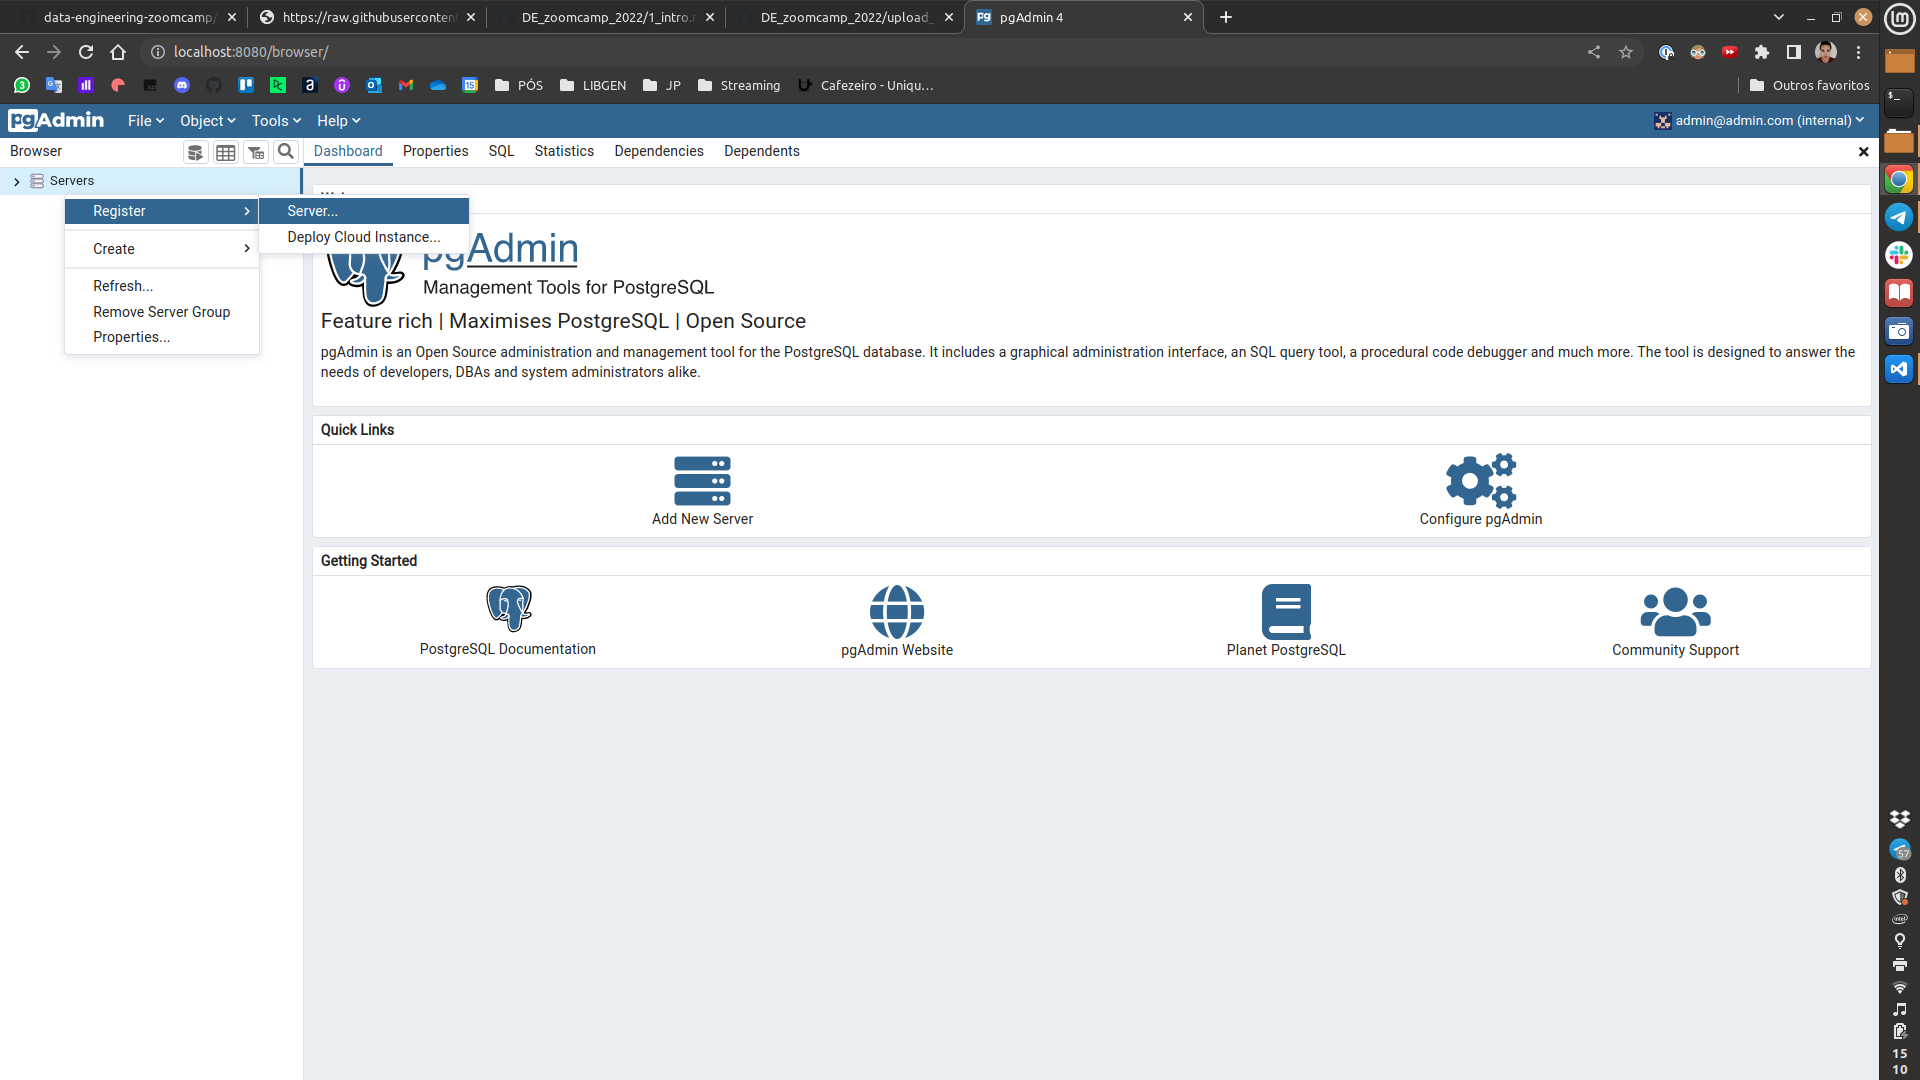 data-engineering-zoomcamp/
https://raw.githubusercontent
DE_zoomcamp_2022/1_intro.
DE_zoomcamp_2022/upload_
pgAdmin 4
localhost:8080/browser/
PÓS
LIBGEN
JP
Streaming
Cafezeiro - Uniqu...
Outros favoritos
pgAdmin
File
Object
Tools
Help
admin@admin.com (internal)
Browser
Dashboard
Properties
SQL
Statistics
Dependencies
Dependents
Servers
Register
Server...
Deploy Cloud Instance...
Create
Refresh...
Remove Server Group
Properties...
pgAdmin
Management Tools for PostgreSQL
Feature rich | Maximises PostgreSQL | Open Source
pgAdmin is an Open Source administration and management tool for the PostgreSQL database. It includes a graphical administration interface, an SQL query tool, a procedural code debugger and much more. The tool is designed to answer the
needs of developers, DBAs and system administrators alike.
Quick Links
Add New Server
Configure pgAdmin
Getting Started
PostgreSQL Documentation
pgAdmin Website
Planet PostgreSQL
Community Support
57
15
10